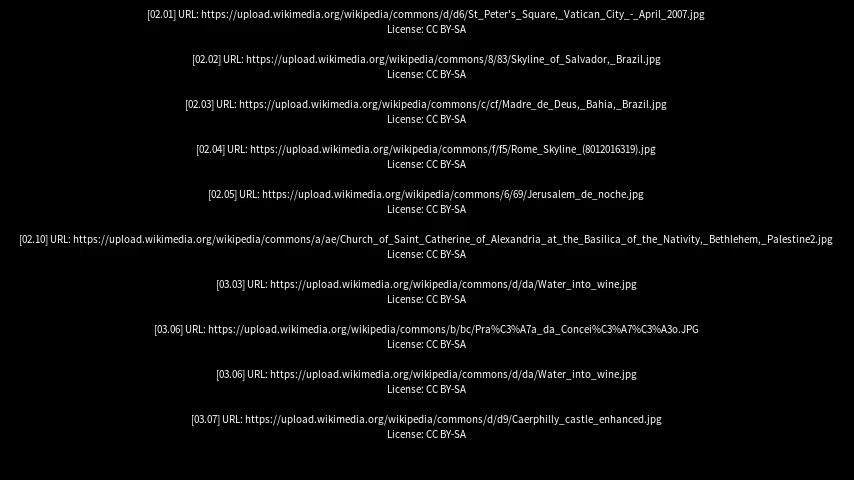 [02.01] URL: https://upload.wikimedia.org/wikipedia/commons/d/d6/St_Peter's_Square,_Vatican_City_-_April_2007.jpg
License: CC BY-SA
[02.02] URL: https://upload.wikimedia.org/wikipedia/commons/8/83/Skyline_of_Salvador,_Brazil.jpg
License: CC BY-SA
[02.03] URL: https://upload.wikimedia.org/wikipedia/commons/c/cf/Madre_de_Deus,_Bahia,_Brazil.jpg
License: CC BY-SA
[02.04] URL: https://upload.wikimedia.org/wikipedia/commons/f/f5/Rome_Skyline_(8012016319).jpg
License: CC BY-SA
[02.05] URL: https://upload.wikimedia.org/wikipedia/commons/6/69/Jerusalem_de_noche.jpg
License: CC BY-SA
[02.10] URL: https://upload.wikimedia.org/wikipedia/commons/a/ae/Church_of_Saint_Catherine_of_Alexandria_at_the_Basilica_of_the_Nativity,_Bethlehem,_Palestine2.jpg
License: CC BY-SA
[03.03] URL: https://upload.wikimedia.org/wikipedia/commons/d/da/Water_into_wine.jpg
License: CC BY-SA
[03.06] URL: https://upload.wikimedia.org/wikipedia/commons/b/bc/Pra%C3%A7a_da_Concei%C3%A7%C3%A3o.JPG
License: CC BY-SA
[03.06] URL: https://upload.wikimedia.org/wikipedia/commons/d/da/Water_into_wine.jpg
License: CC BY-SA
[03.07] URL: https://upload.wikimedia.org/wikipedia/commons/d/d9/Caerphilly_castle_enhanced.jpg
License: CC BY-SA